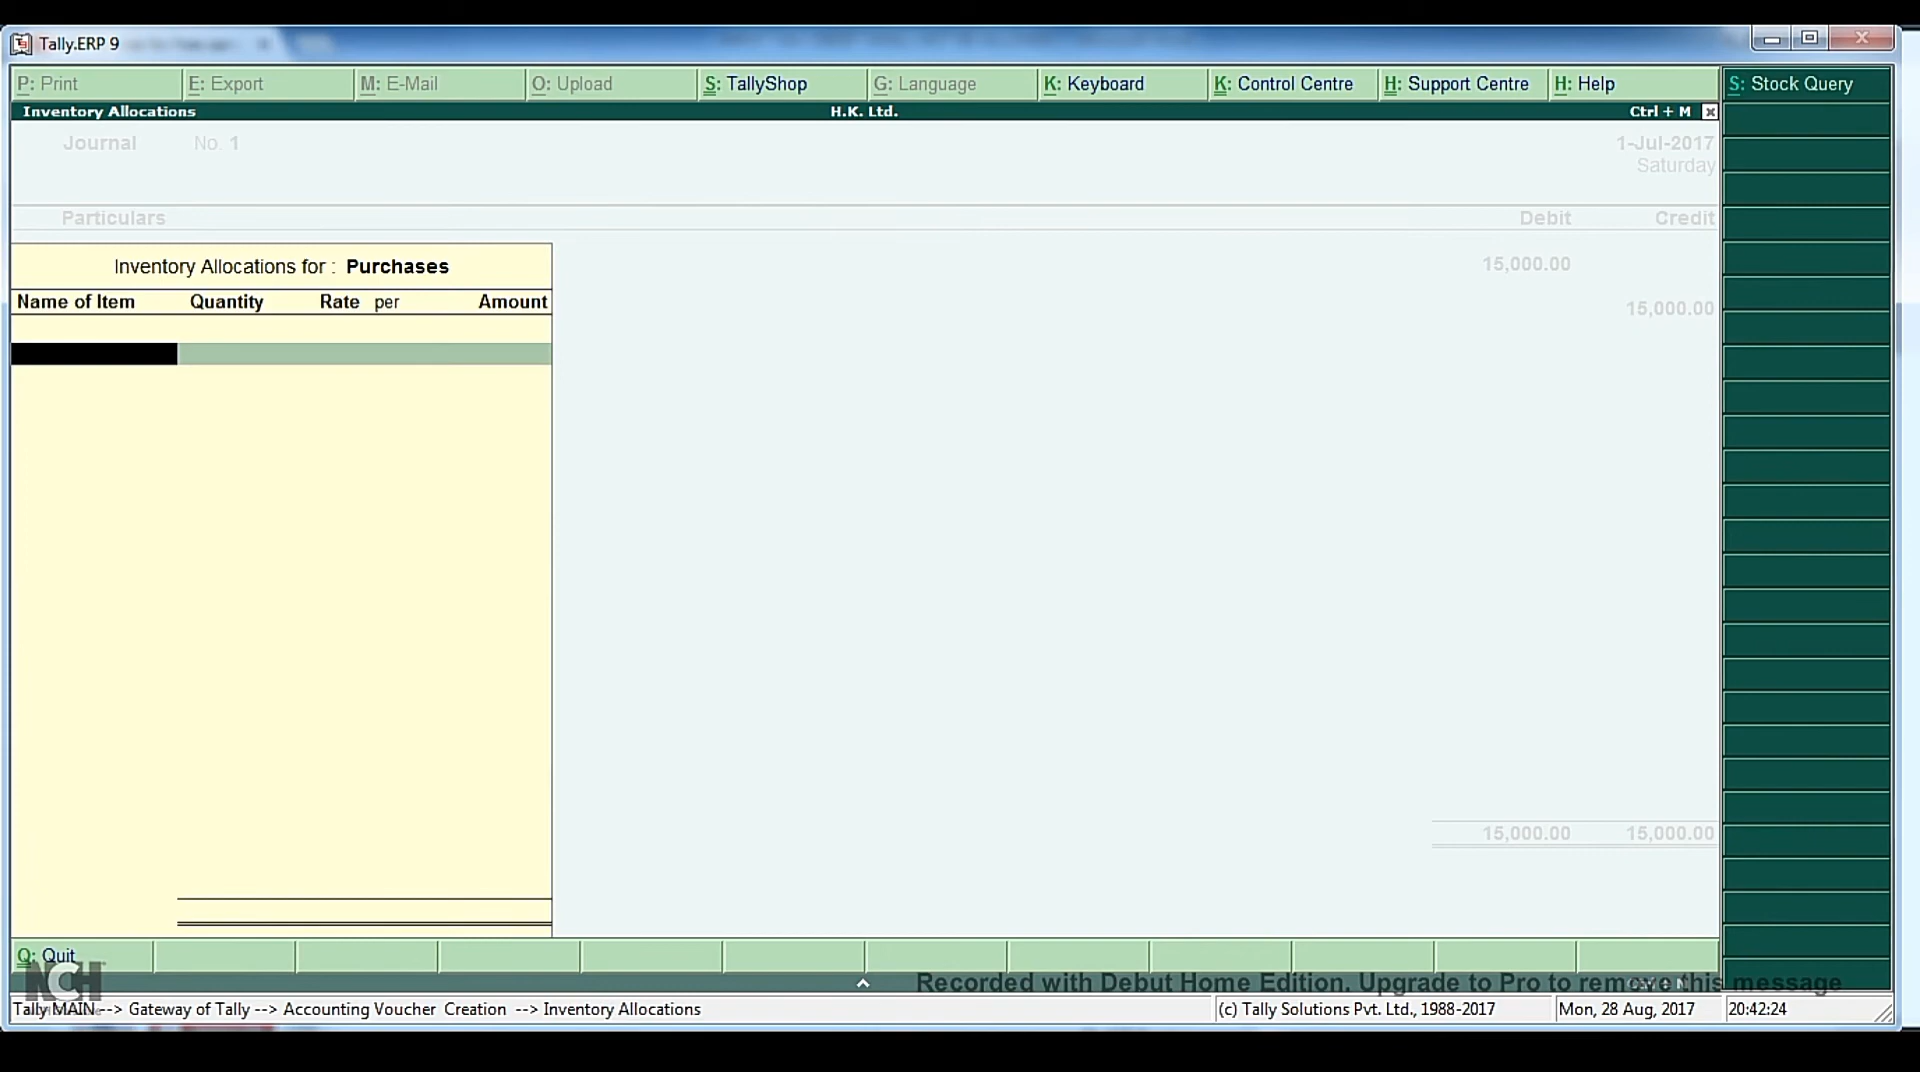 Tally.ERP 9
P: Print E: Export M: E-Mail O: Upload S: TallyShop G: Language K: Keyboard K: Control Centre H: Support Centre H: Help S: Stock Query
Inventory Allocations H.K. Ltd. Ctrl + M
Journal No. 1 1-Jul-2017
Saturday
Particulars Debit Credit
Inventory Allocations for : Purchases 15,000.00
Name of Item Quantity Rate per Amount 15,000.00
15,000.00 15,000.00
Q: Quit
NCH Recorded with Debut Home Edition. Upgrade to Pro to remove this message
Tally MAIN --> Gateway of Tally --> Accounting Voucher Creation --> Inventory Allocations (c) Tally Solutions Pvt. Ltd., 1988-2017 Mon, 28 Aug, 2017 20:42:24